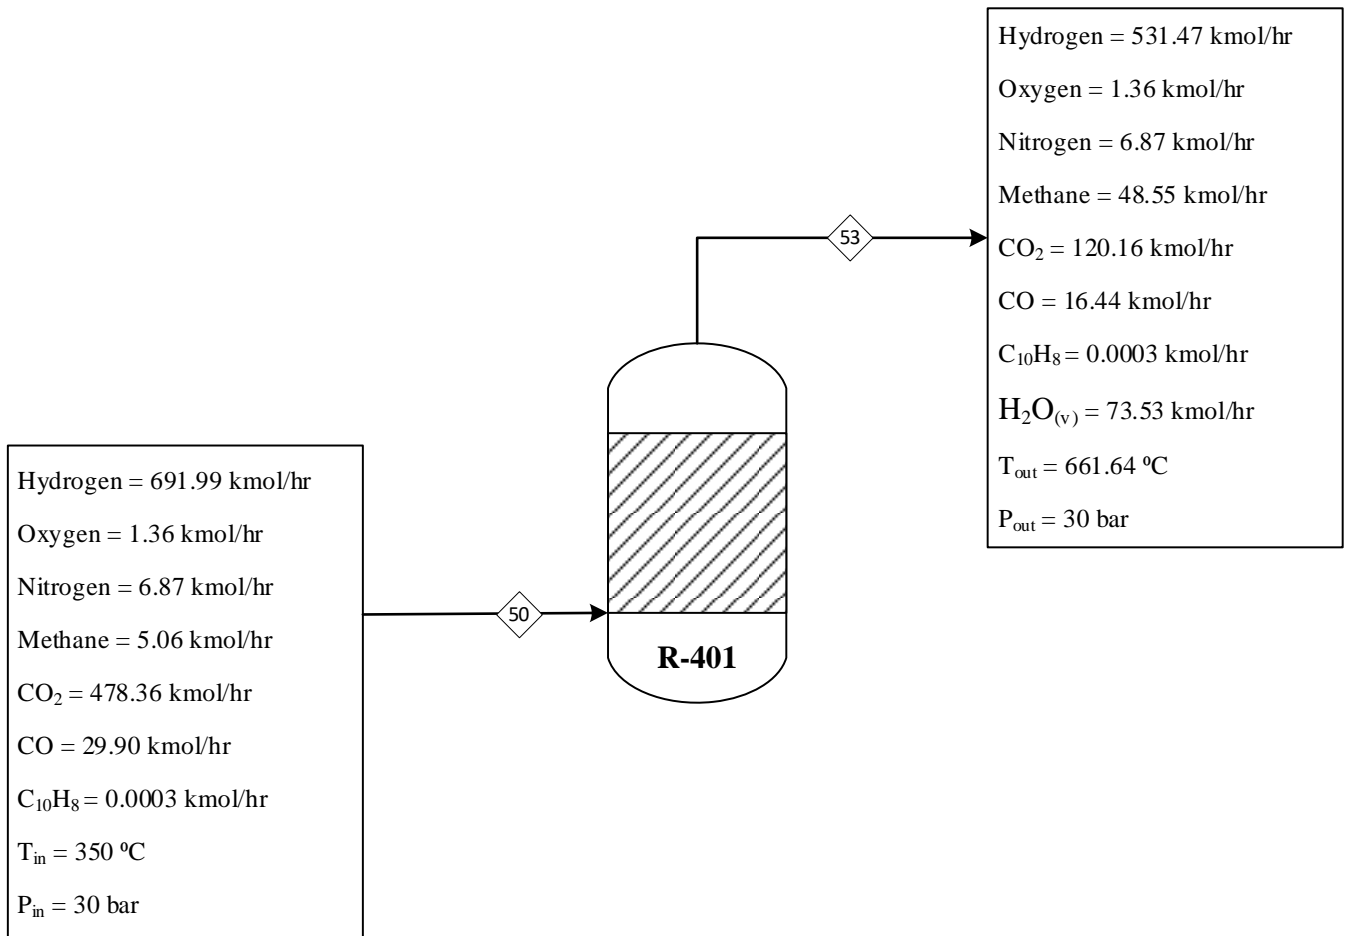 Hydrogen = 531.47 kmol/hr
Oxygen = 1.36 kmol/hr
Nitrogen = 6.87 kmol/hr
Methane = 48.55 kmol/hr
CO₂ = 120.16 kmol/hr
CO = 16.44 kmol/hr
C₁₀H₈ = 0.0003 kmol/hr
H₂O₍ᵥ₎ = 73.53 kmol/hr
Tₒᵤₜ = 661.64 ºC
Pₒᵤₜ = 30 bar
53
Hydrogen = 691.99 kmol/hr
Oxygen = 1.36 kmol/hr
Nitrogen = 6.87 kmol/hr
Methane = 5.06 kmol/hr
CO₂ = 478.36 kmol/hr
CO = 29.90 kmol/hr
C₁₀H₈ = 0.0003 kmol/hr
Tᵢₙ = 350 ºC
Pᵢₙ = 30 bar
50
R-401